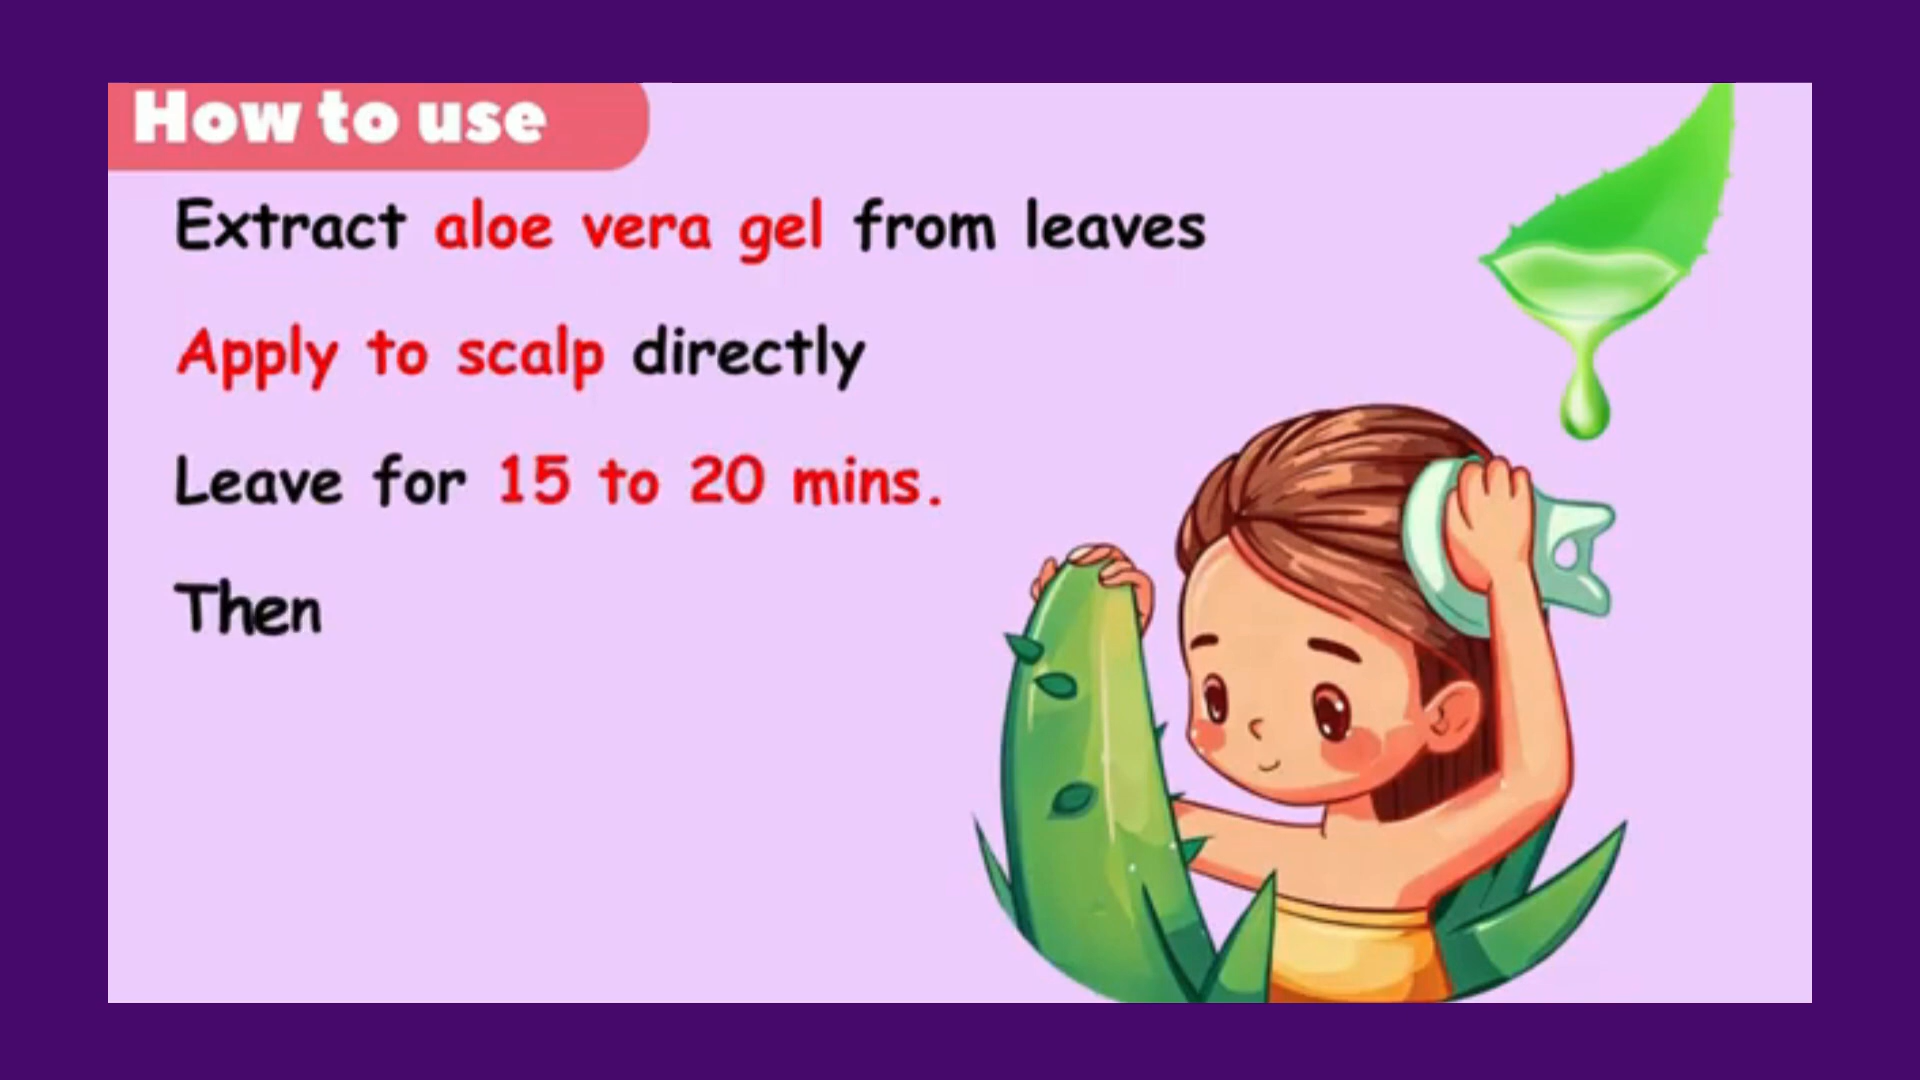 How to use
Extract aloe vera gel from leaves
Apply to scalp directly
Leave for 15 to 20 mins.
Then